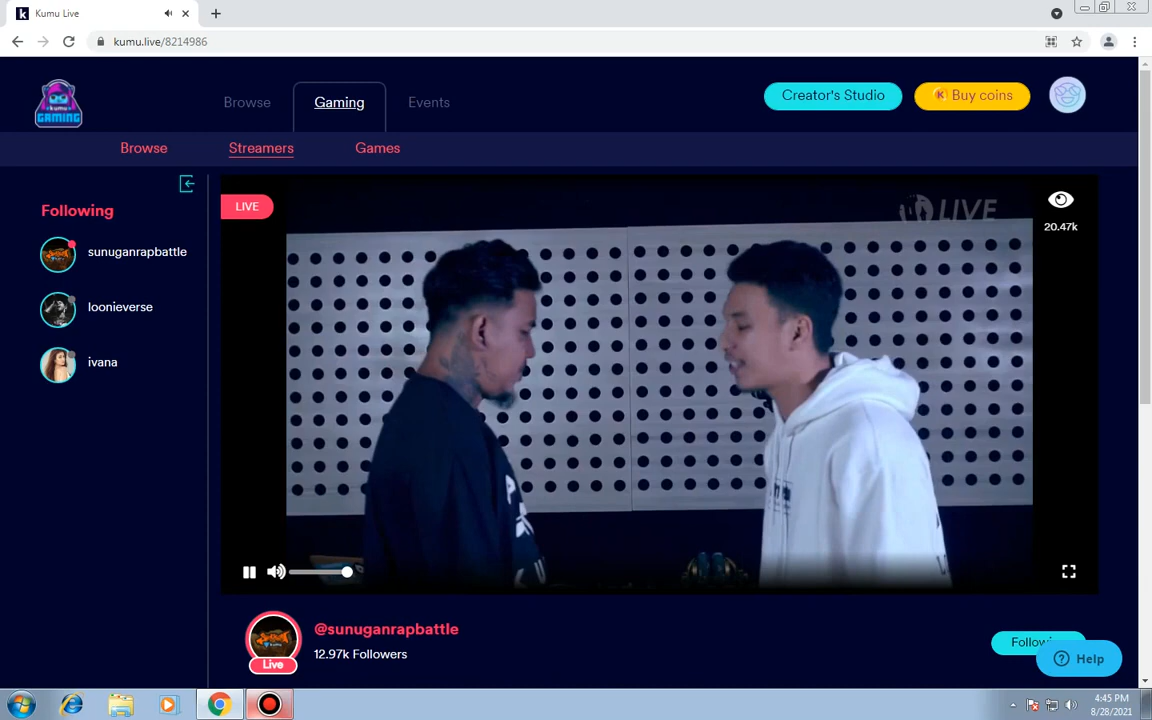 Kumu Live
kumu.live/8214986
kumu
GAMING
Browse
Gaming
Events
Creator's Studio
Buy coins
Browse
Streamers
Games
Following
sunuganrapbattle
loonieverse
ivana
LIVE
LIVE
20.47k
@sunuganrapbattle
12.97k Followers
Live
Help
4:45 PM
8/28/2021